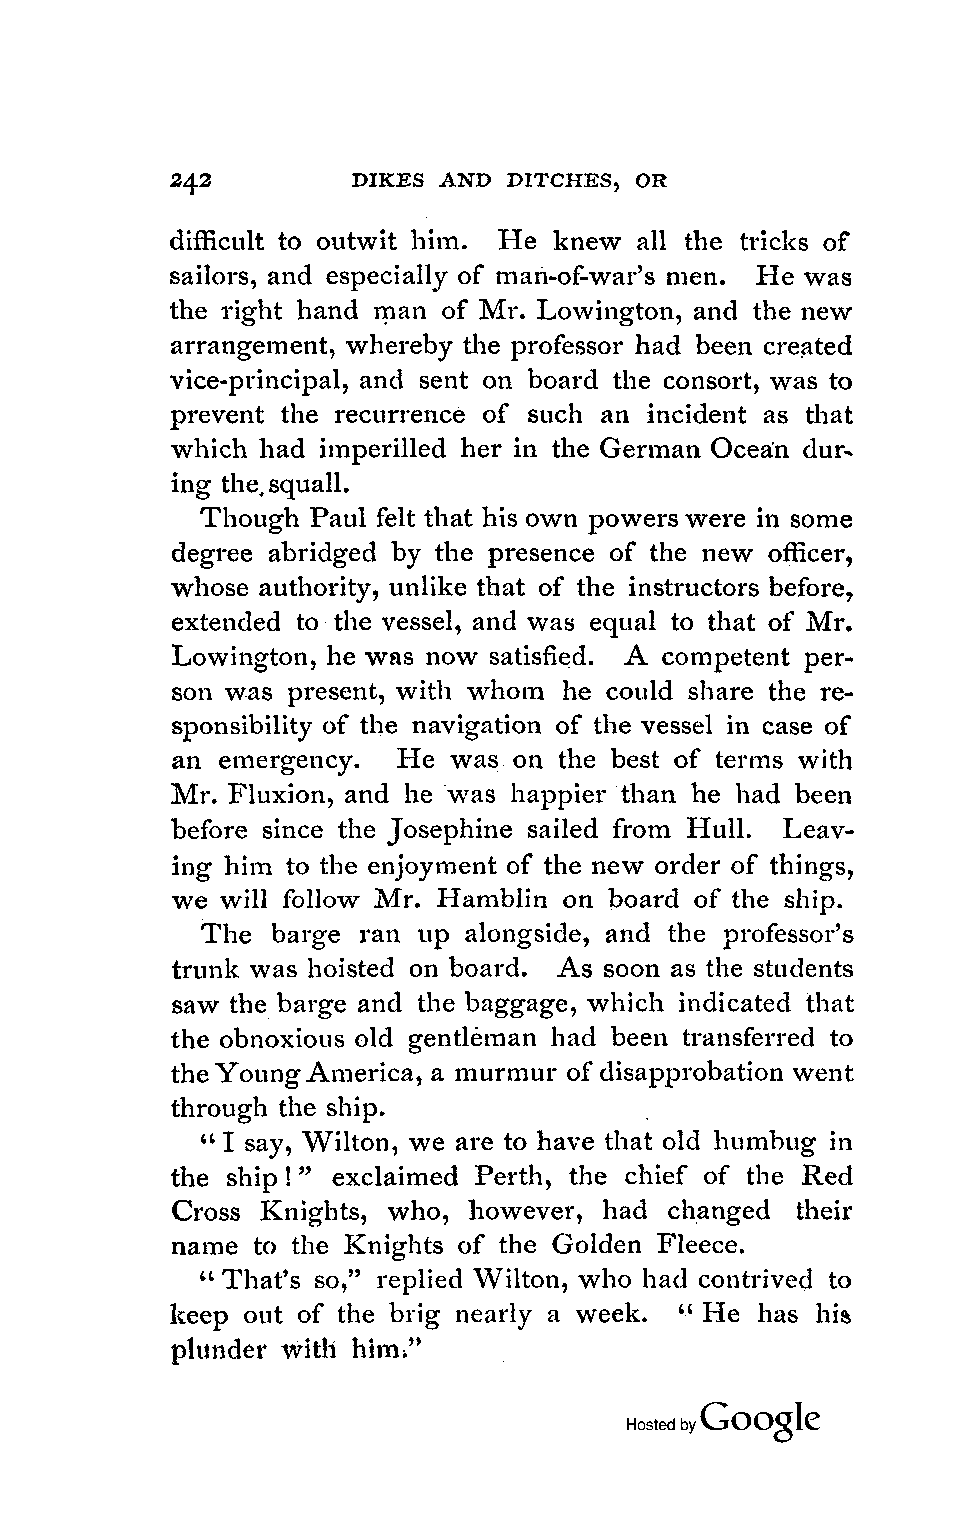 242 DIKES AND DITCHES, OR
difficult to outwit him. He knew all the tricks of
sailors, and especially of man-of-war's men. He was
the right hand man of Mr. Lowington, and the new
arrangement, whereby the professor had been created
vice-principal, and sent on board the consort, was to
prevent the recurrence of such an incident as that
which had imperilled her in the German Ocean dur-
ing the squall.
Though Paul felt that his own powers were in some
degree abridged by the presence of the new officer,
whose authority, unlike that of the instructors before,
extended to the vessel, and was equal to that of Mr.
Lowington, he was now satisfied. A competent per-
son was present, with whom he could share the re-
sponsibility of the navigation of the vessel in case of
an emergency. He was on the best of terms with
Mr. Fluxion, and he was happier than he had been
before since the Josephine sailed from Hull. Leav-
ing him to the enjoyment of the new order of things,
we will follow Mr. Hamblin on board of the ship.
The barge ran up alongside, and the professor's
trunk was hoisted on board. As soon as the students
saw the barge and the baggage, which indicated that
the obnoxious old gentleman had been transferred to
the Young America, a murmur of disapprobation went
through the ship.
"I say, Wilton, we are to have that old humbug in
the ship!" exclaimed Perth, the chief of the Red
Cross Knights, who, however, had changed their
name to the Knights of the Golden Fleece.
"That's so," replied Wilton, who had contrived to
keep out of the brig nearly a week. "He has his
plunder with him."
Hosted by Google